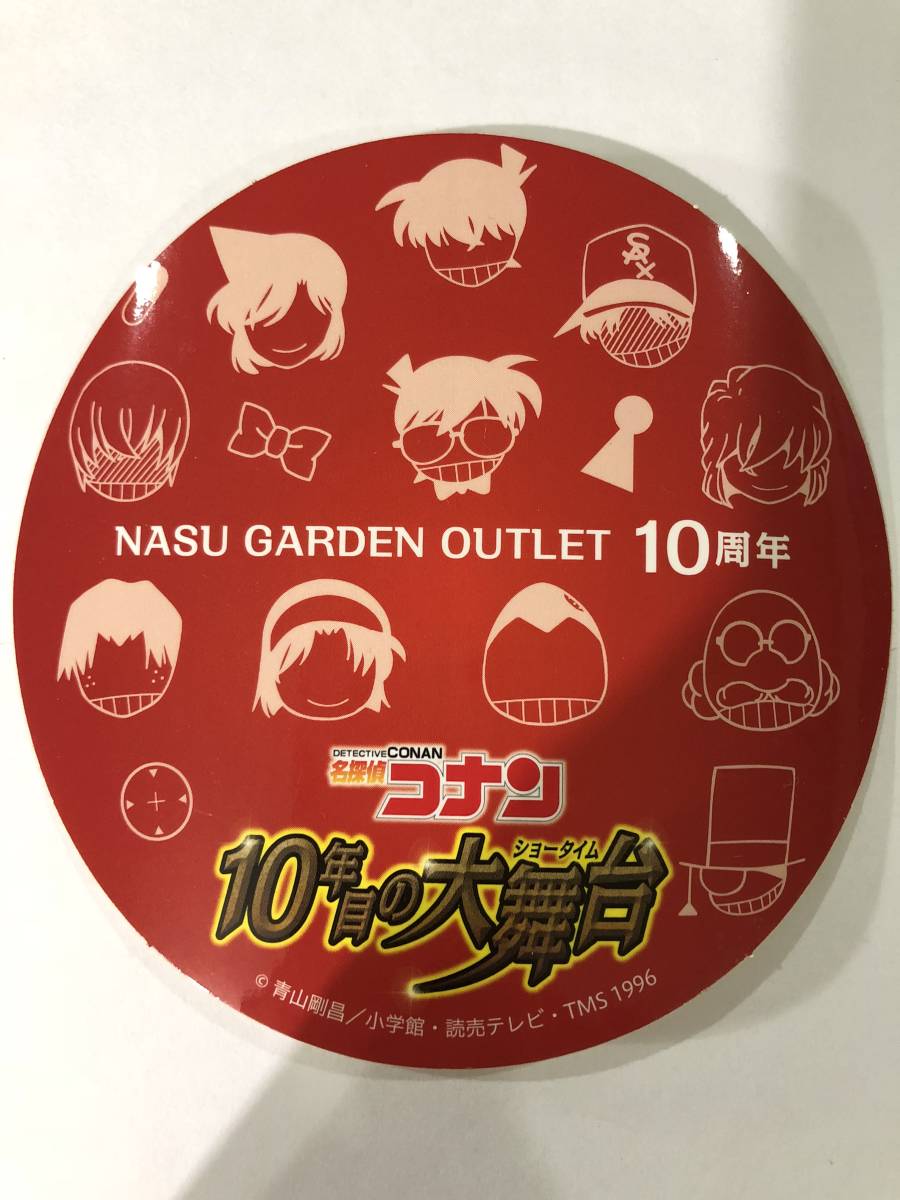 SAX
NASU GARDEN OUTLET 10周年
DETECTIVE CONAN
名探偵コナン
ショータイム
10年目の大舞台
© 青山剛昌／小学館・読売テレビ・TMS 1996